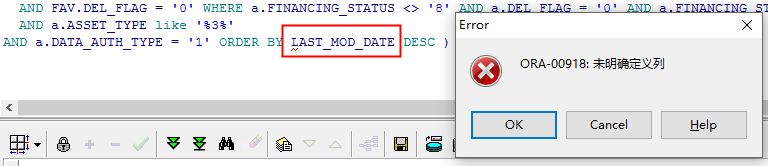 AND FAV.DEL_FLAG = '0' WHERE a.FINANCING_STATUS <> '8' AND a.DEL_FLAG = '0' AND a.FINANCING_S
AND a.ASSET_TYPE like '%3%'
AND a.DATA_AUTH_TYPE = '1' ORDER BY LAST_MOD_DATE DESC )
Error
ORA-00918: 未明确定义列
OK
Cancel
Help